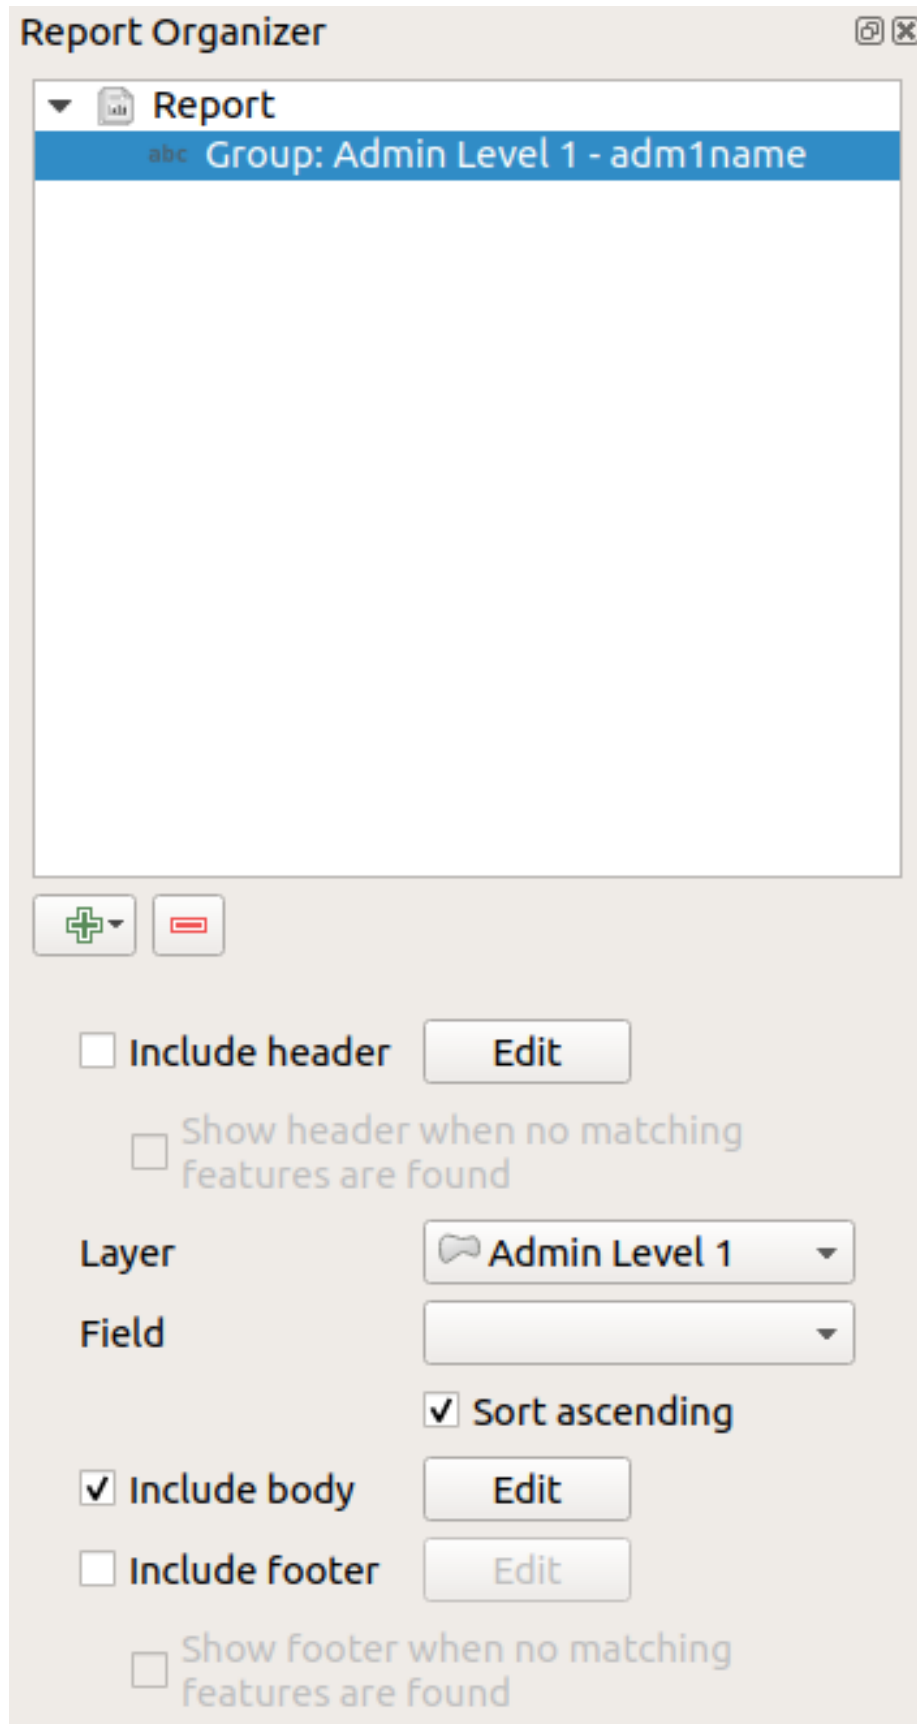 Report Organizer
Report
abc Group: Admin Level 1 - adm1name
Include header Edit
Show header when no matching
features are found
Layer Admin Level 1
Field
Sort ascending
Include body Edit
Include footer Edit
Show footer when no matching
features are found